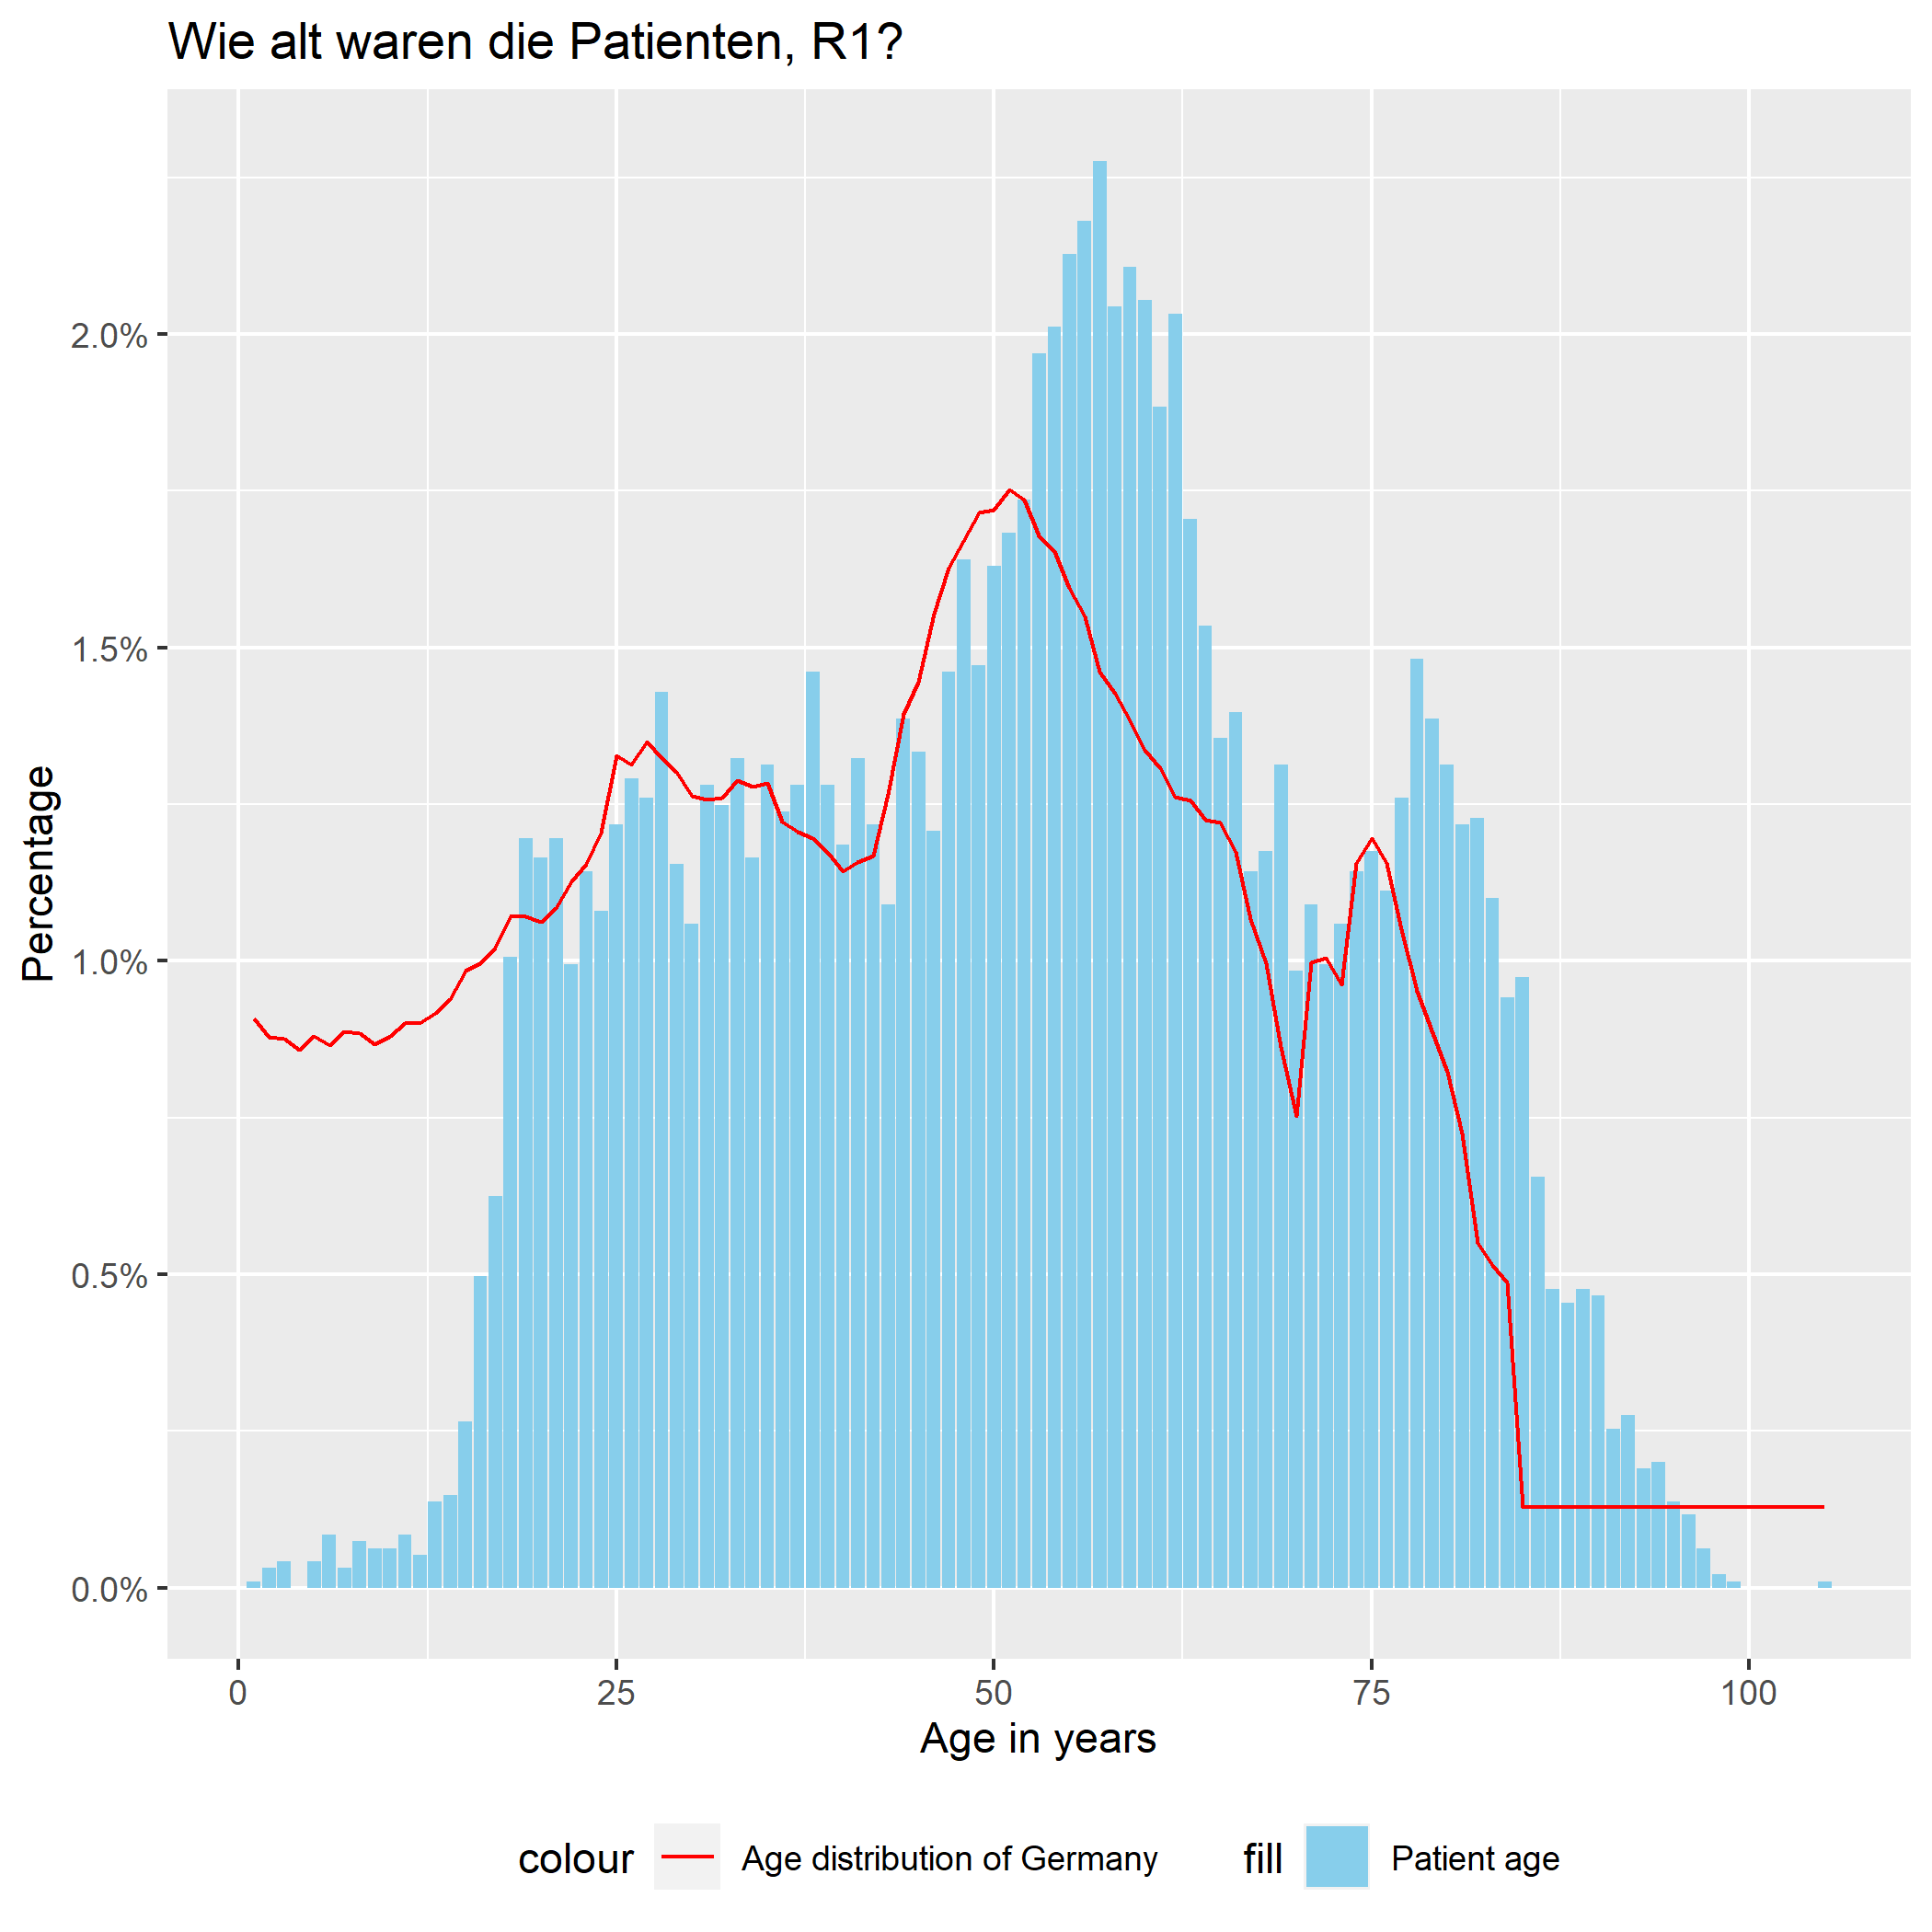 Wie alt waren die Patienten, R1?
Percentage
2.0%
1.5%
1.0%
0.5%
0.0%
0 25 50 75 100
Age in years
colour Age distribution of Germany fill Patient age